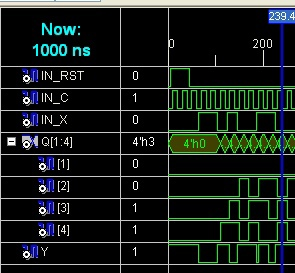 Now:
1000 ns
239.4
0 200
IN_RST 0
IN_C 1
IN_X 0
Q[1:4] 4'h3 4'h0
[1] 0
[2] 0
[3] 1
[4] 1
Y 1